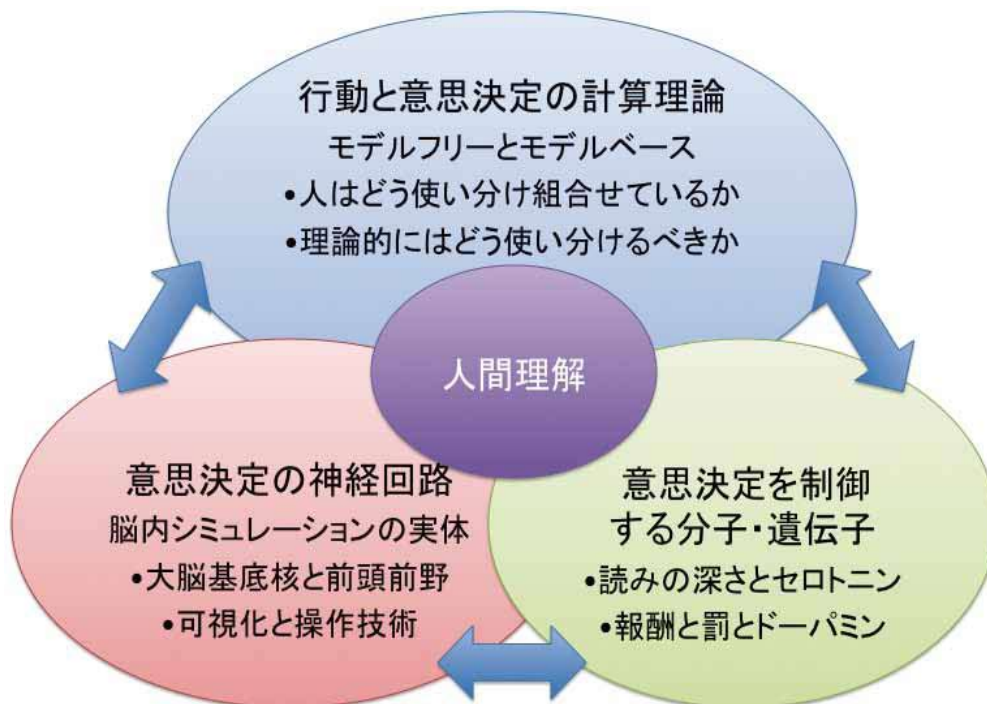 行動と意思決定の計算理論
モデルフリーとモデルベース
•人はどう使い分け組合せているか
•理論的にはどう使い分けるべきか
人間理解
意思決定の神経回路
脳内シミュレーションの実体
•大脳基底核と前頭前野
•可視化と操作技術
意思決定を制御
する分子・遺伝子
•読みの深さとセロトニン
•報酬と罰とドーパミン